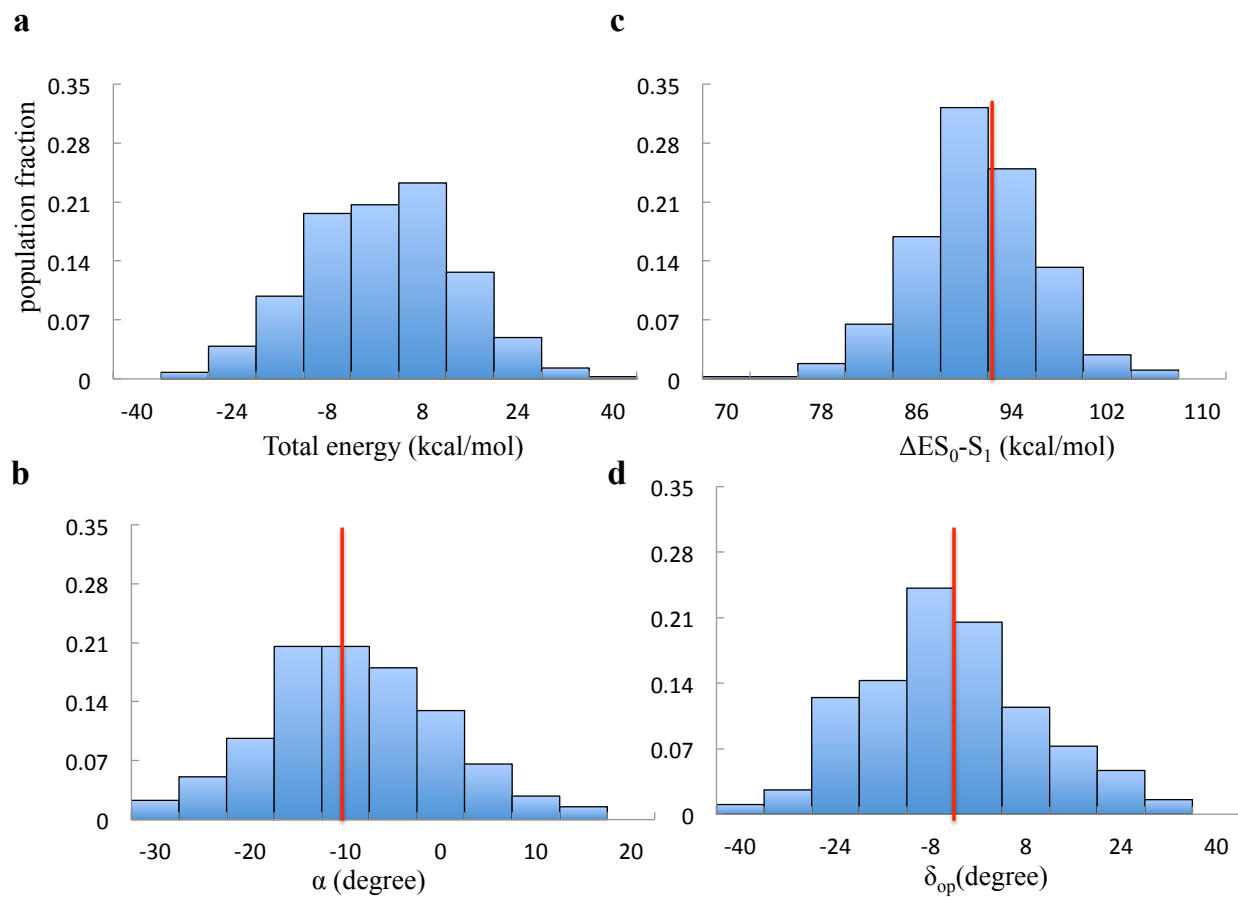 a
population fraction
0.35
0.28
0.21
0.14
0.07
0
-40 -24 -8 8 24 40
Total energy (kcal/mol)
c
0.35
0.28
0.21
0.14
0.07
0
70 78 86 94 102 110
ΔES₀-S₁ (kcal/mol)
b
0.35
0.28
0.21
0.14
0.07
0
-30 -20 -10 0 10 20
α (degree)
d
0.35
0.28
0.21
0.14
0.07
0
-40 -24 -8 8 24 40
δₒₚ(degree)